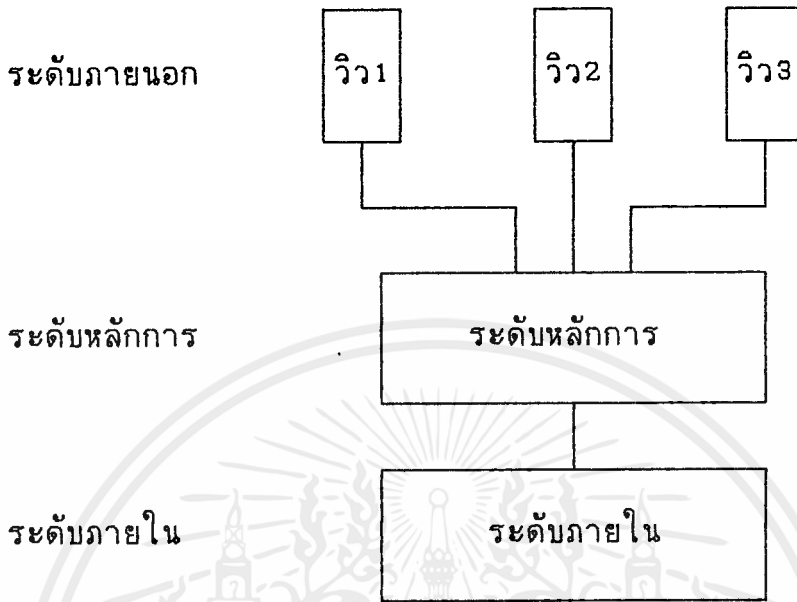 ระดับภายนอก วิว1 วิว2 วิว3
ระดับหลักการ ระดับหลักการ
ระดับภายใน ระดับภายใน